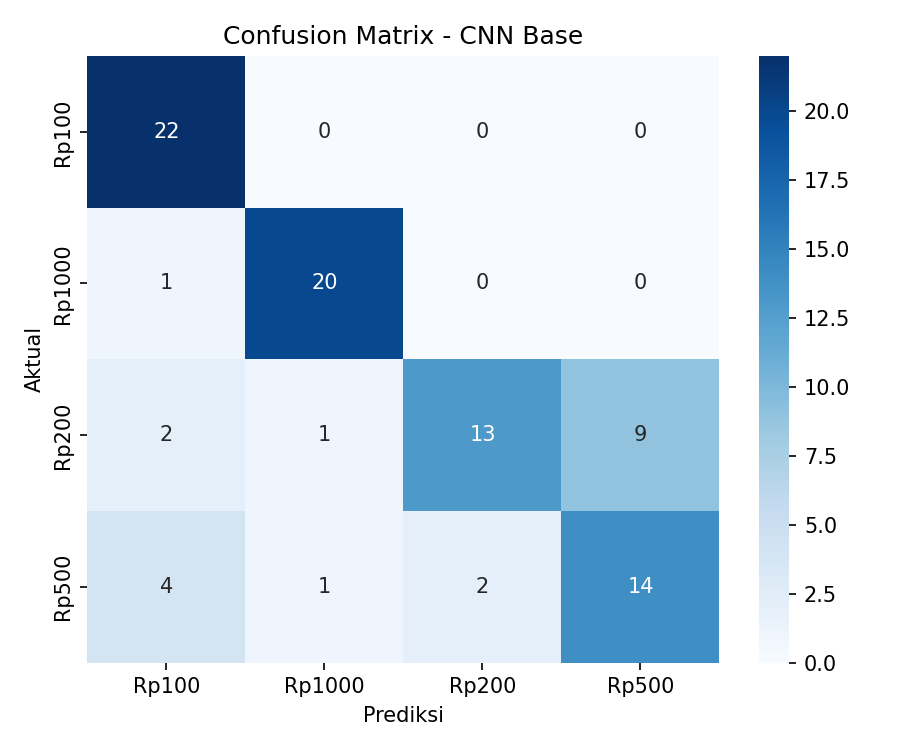 Confusion Matrix - CNN Base
Aktual
Rp100
22 0 0 0
Rp1000
1 20 0 0
Rp200
2 1 13 9
Rp500
4 1 2 14
Rp100 Rp1000 Rp200 Rp500
Prediksi
20.0
17.5
15.0
12.5
10.0
7.5
5.0
2.5
0.0